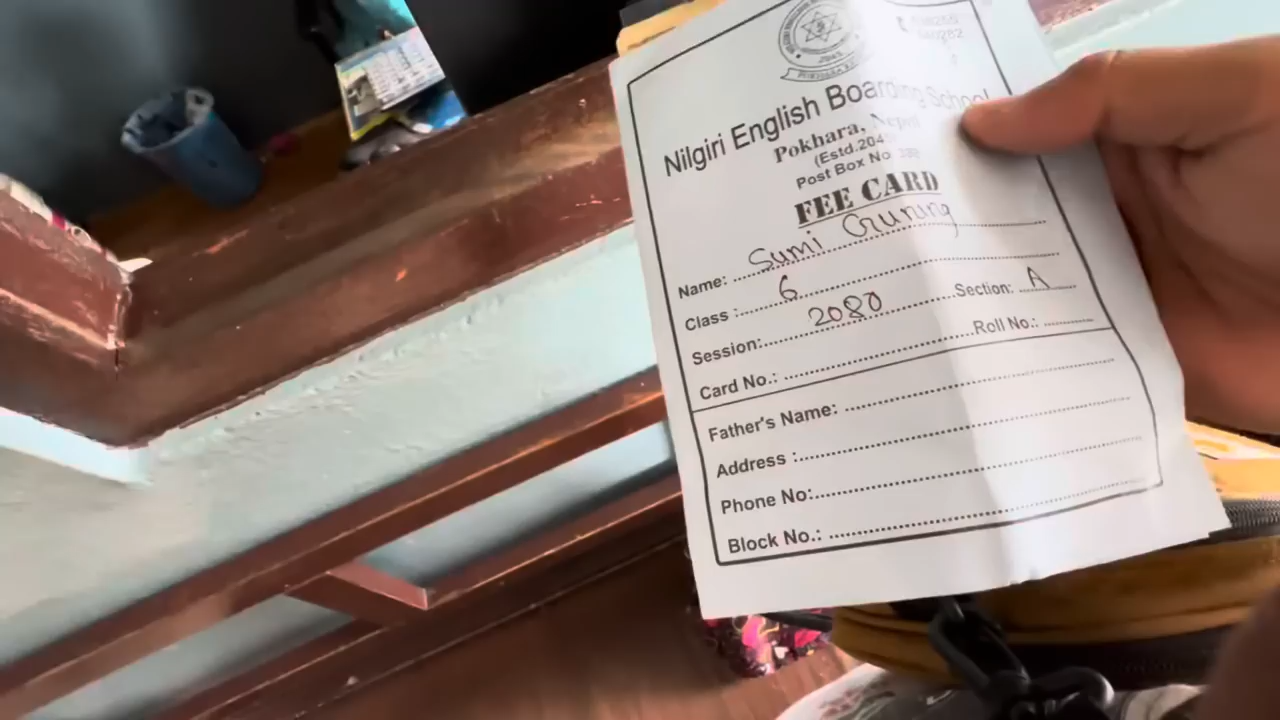 Nilgiri English Boarding School
Pokhara, Nepal
(Estd.204
Post Box No
FEE CARD
Name: Sumi Gurung
Class : 6
Session: 2080 Section: A
Card No.: Roll No.:
Father's Name:
Address :
Phone No:
Block No.: